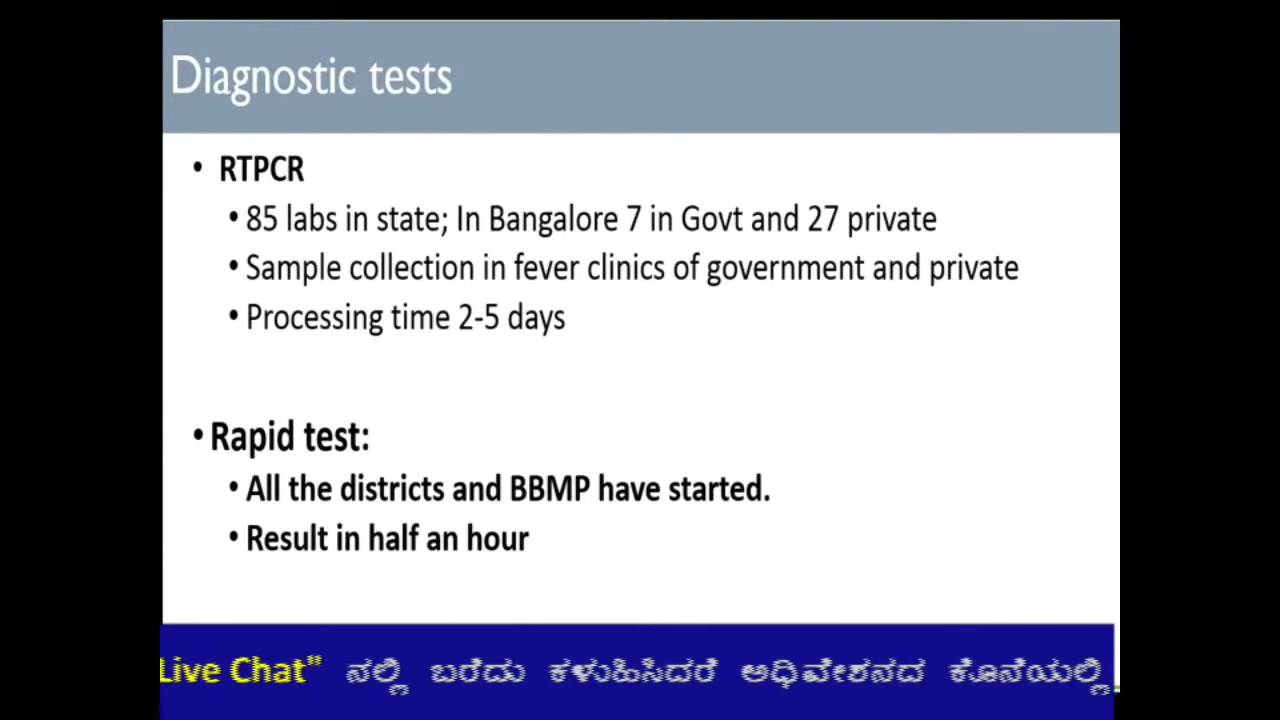 Diagnostic tests
• RTPCR
• 85 labs in state; In Bangalore 7 in Govt and 27 private
• Sample collection in fever clinics of government and private
• Processing time 2-5 days
• Rapid test:
• All the districts and BBMP have started.
• Result in half an hour
Live Chat" ನಲ್ಲಿ ಬರೆದು ಕಳುಹಿಸಿದರೆ ಅಧಿವೇಶನದ ಕೊನೆಯಲ್ಲಿ